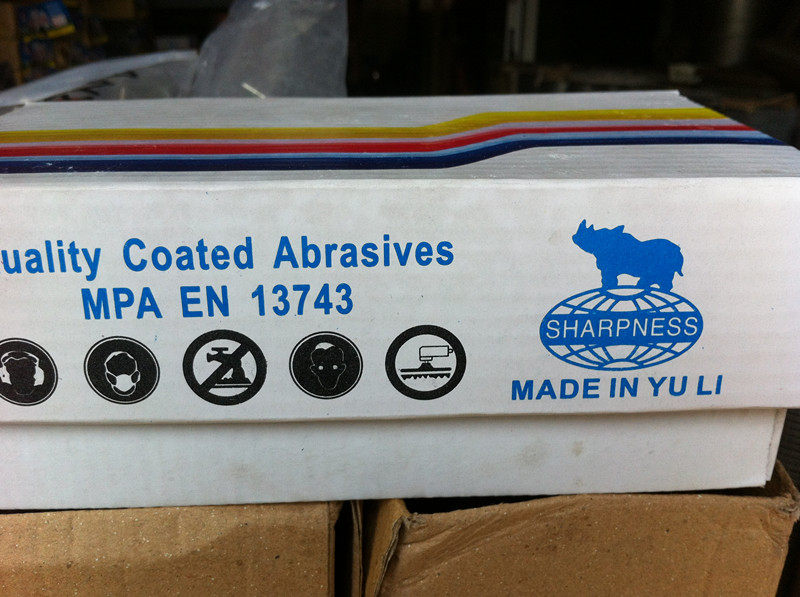 uality Coated Abrasives
MPA EN 13743
SHARPNESS
MADE IN YU LI